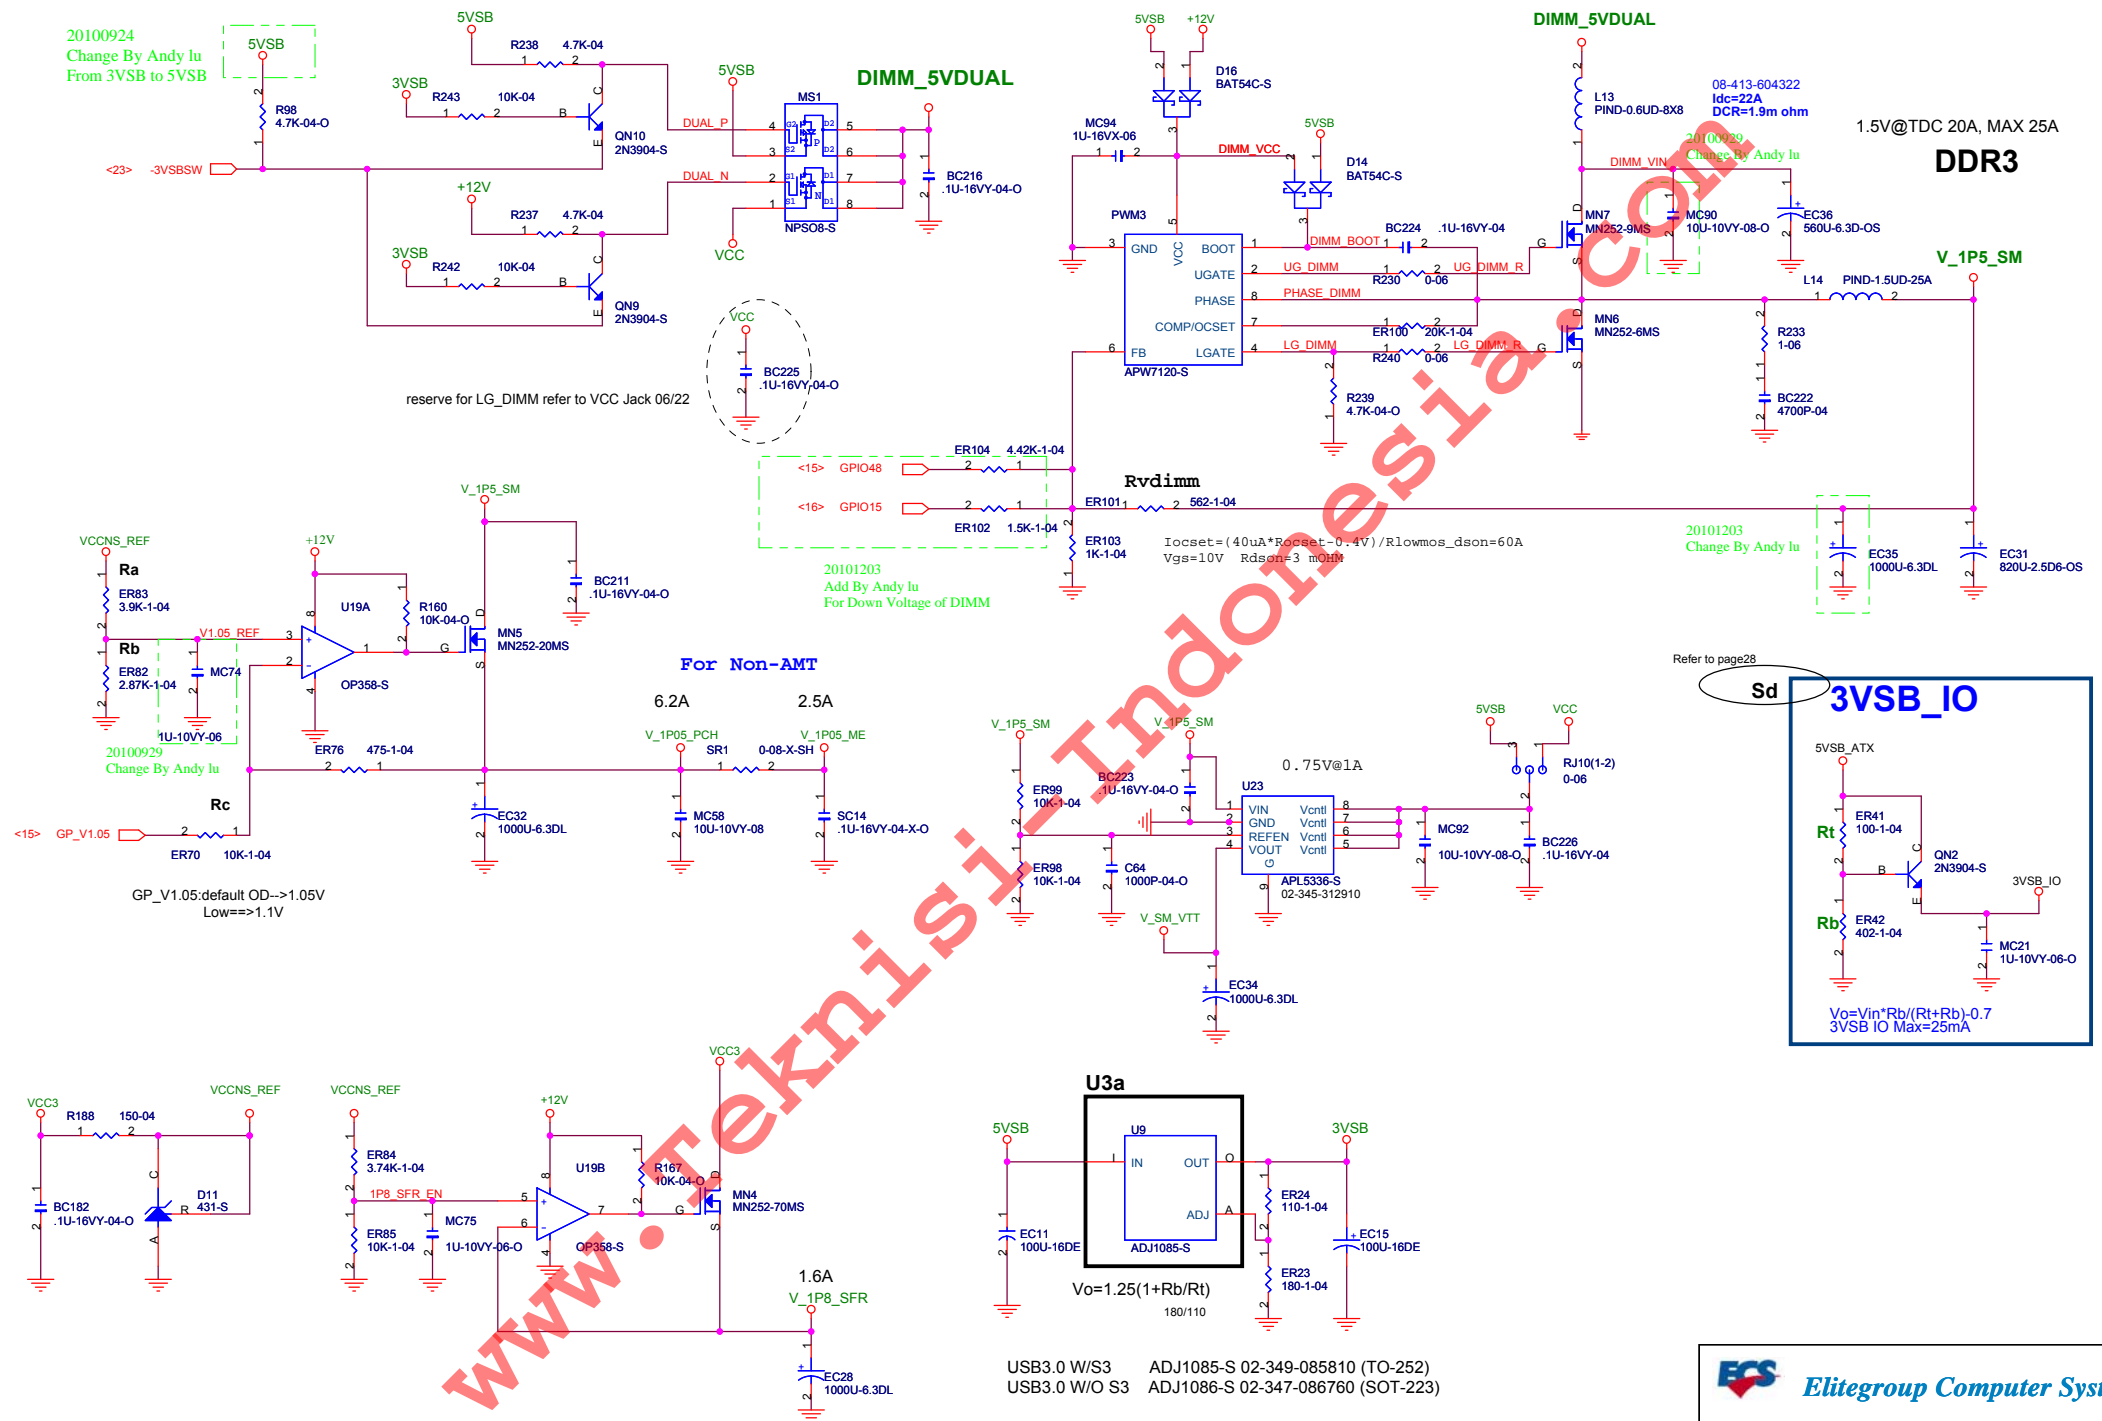 20100924
Change By Andy lu
From 3VSB to 5VSB
5VSB
R98
4.7K-04-O
<23> -3VSBSW
5VSB
R238 4.7K-04
3VSB
R243 10K-04
QN10
2N3904-S
+12V
R237 4.7K-04
3VSB
R242 10K-04
QN9
2N3904-S
DUAL_P
DUAL_N
5VSB
MS1
NPSO8-S
VCC
DIMM_5VDUAL
BC216
.1U-16VY-04-O
VCC
BC225
.1U-16VY-04-O
reserve for LG_DIMM refer to VCC Jack 06/22
5VSB +12V
D16
BAT54C-S
MC94
1U-16VX-06
DIMM_VCC
5VSB
D14
BAT54C-S
PWM3
GND
VCC
BOOT
UGATE
PHASE
COMP/OCSET
LGATE
FB
APW7120-S
DIMM_BOOT
BC224 .1U-16VY-04
UG_DIMM
R230 0-06
UG_DIMM_R
PHASE_DIMM
ER100 20K-1-04
LG_DIMM
R240 0-06
LG_DIMM_R
R239
4.7K-04-O
DIMM_5VDUAL
L13
PIND-0.6UD-8X8
08-413-604322
Idc=22A
DCR=1.9m ohm
20100929
Change By Andy lu
DIMM_VIN
MN7
MN252-9MS
MC90
10U-10VY-08-O
EC36
560U-6.3D-OS
1.5V@TDC 20A, MAX 25A
DDR3
V_1P5_SM
L14 PIND-1.5UD-25A
MN6
MN252-6MS
R233
1-06
BC222
4700P-04
ER104 4.42K-1-04
<15> GPIO48
<16> GPIO15
ER102 1.5K-1-04
20101203
Add By Andy lu
For Down Voltage of DIMM
Rvdimm
ER101 562-1-04
ER103
1K-1-04
Iocset=(40uA*Rocset-0.4V)/Rlowmos_dson=60A
Vgs=10V Rdson=3 mOHM
20101203
Change By Andy lu
EC35
1000U-6.3DL
EC31
820U-2.5D6-OS
VCCNS_REF
Ra
ER83
3.9K-1-04
Rb
ER82
2.87K-1-04
V1.05_REF
MC74
1U-10VY-06
20100929
Change By Andy lu
+12V
U19A
OP358-S
R160
10K-04-O
V_1P5_SM
MN5
MN252-20MS
BC211
.1U-16VY-04-O
ER76 475-1-04
Rc
<15> GP_V1.05
ER70 10K-1-04
GP_V1.05:default OD-->1.05V
Low==>1.1V
EC32
1000U-6.3DL
For Non-AMT
6.2A
2.5A
V_1P05_PCH
SR1 0-08-X-SH
V_1P05_ME
MC58
10U-10VY-08
SC14
.1U-16VY-04-X-O
V_1P5_SM
ER99
10K-1-04
ER98
10K-1-04
V_1P5_SM
BC223
.1U-16VY-04-O
C64
1000P-04-O
0.75V@1A
U23
VIN
GND
REFEN
VOUT
Vcntl
Vcntl
Vcntl
Vcntl
APL5336-S
02-345-312910
V_SM_VTT
EC34
1000U-6.3DL
5VSB VCC
RJ10(1-2)
0-06
MC92
10U-10VY-08-O
BC226
.1U-16VY-04
Refer to page28
Sd
3VSB_IO
5VSB_ATX
Rt
ER41
100-1-04
QN2
2N3904-S
Rb
ER42
402-1-04
3VSB_IO
MC21
1U-10VY-06-O
Vo=Vin*Rb/(Rt+Rb)-0.7
3VSB IO Max=25mA
VCC3
R188 150-04
VCCNS_REF
BC182
.1U-16VY-04-O
D11
431-S
VCCNS_REF
ER84
3.74K-1-04
1P8_SFR_EN
ER85
10K-1-04
MC75
1U-10VY-06-O
+12V
U19B
OP358-S
R167
10K-04-O
VCC3
MN4
MN252-70MS
1.6A
V_1P8_SFR
EC28
1000U-6.3DL
U3a
5VSB
EC11
100U-16DE
U9
IN OUT
ADJ
ADJ1085-S
3VSB
ER24
110-1-04
EC15
100U-16DE
ER23
180-1-04
Vo=1.25(1+Rb/Rt)
180/110
USB3.0 W/S3 ADJ1085-S 02-349-085810 (TO-252)
USB3.0 W/O S3 ADJ1086-S 02-347-086760 (SOT-223)
www.Teknisi-Indonesia.com
ECS
Elitegroup Computer Syst